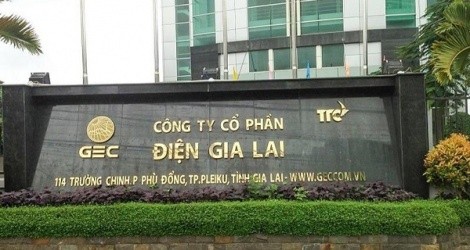 CÔNG TY CỔ PHẦN
TTC
GEC
ĐIỆN GIA LAI
114 TRƯỜNG CHINH.P PHÙ ĐỔNG,TP.PLEIKU,TỈNH GIA LAI-WWW.GECCOM.VN